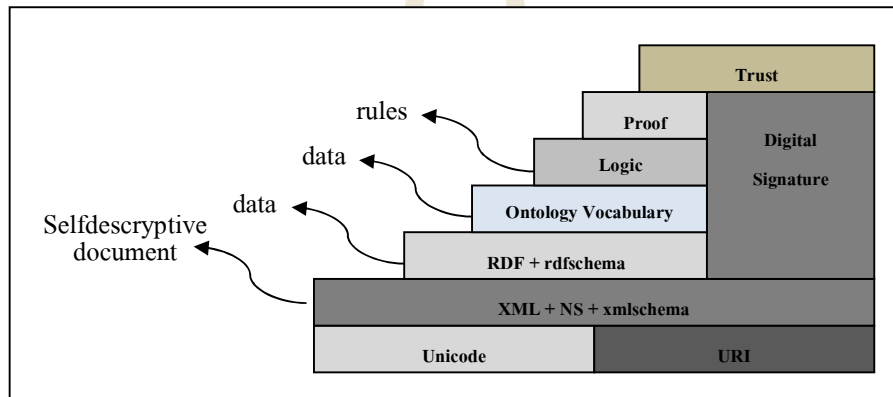 Trust
rules
Proof
Digital
Signature
data
Logic
data
Ontology Vocabulary
Selfdescryptive
document
RDF + rdfschema
XML + NS + xmlschema
Unicode
URI